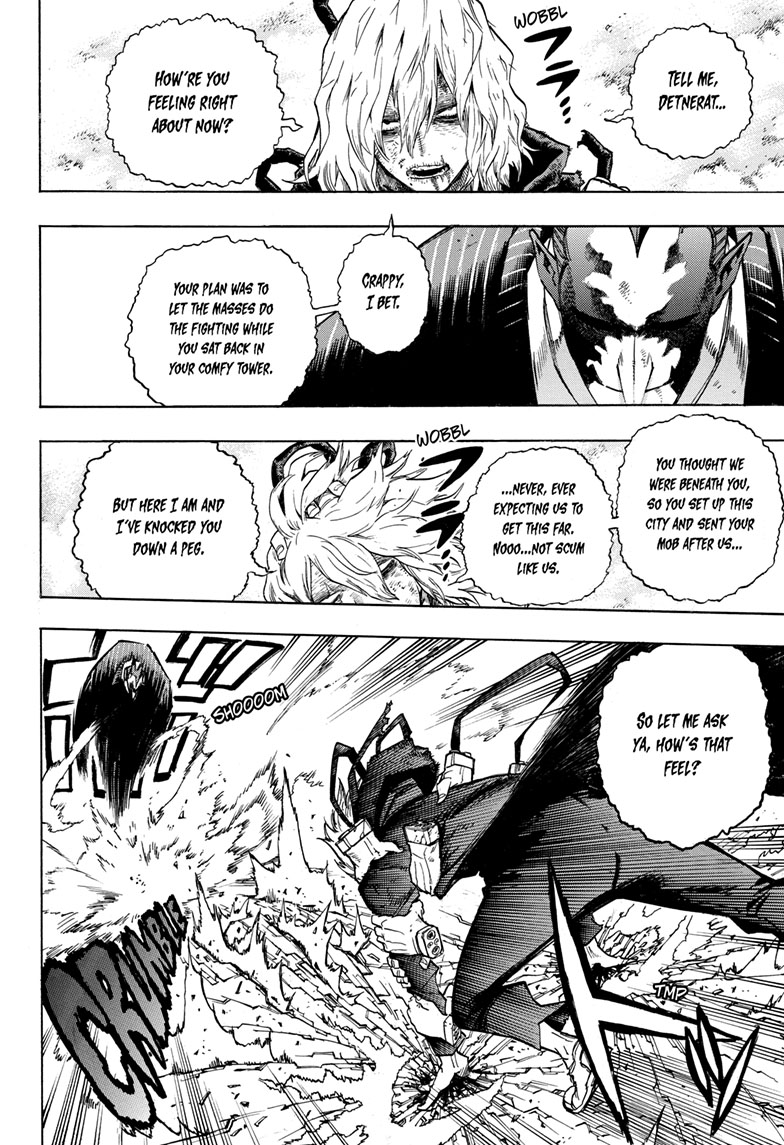 WOBBL
TELL ME,
DETNERAT...
HOW'RE YOU
FEELING RIGHT
ABOUT NOW?
CRAPPY,
I BET.
YOUR PLAN WAS TO
LET THE MASSES DO
THE FIGHTING WHILE
YOU SAT BACK IN
YOUR COMFY TOWER.
YOU THOUGHT WE
WERE BENEATH YOU,
SO YOU SET UP THIS
CITY AND SENT YOUR
MOB AFTER US...
WOBBL
...NEVER, EVER
EXPECTING US TO
GET THIS FAR.
NOOO...NOT SCUM
LIKE US.
BUT HERE I AM AND
I'VE KNOCKED YOU
DOWN A PEG.
SO LET ME ASK
YA, HOW'S THAT
FEEL?
SHOOOOM
TMP
CRUMBLE